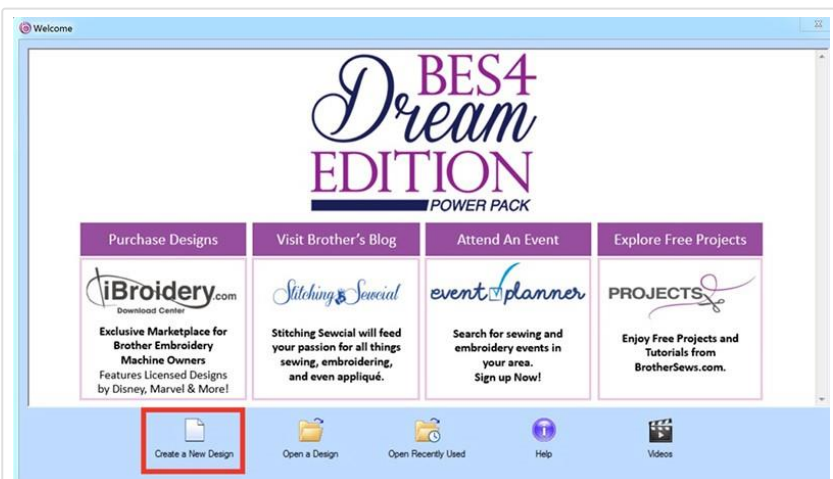 Welcome
BES4
Dream
EDITION
POWER PACK
Purchase Designs
Visit Brother's Blog
Attend An Event
Explore Free Projects
iBroidery.com
Download Center
Exclusive Marketplace for
Brother Embroidery
Machine Owners
Features Licensed Designs
by Disney, Marvel & More!
Stitching & Sewcial
Stitching Sewcial will feed
your passion for all things
sewing, embroidering,
and even appliqué.
event planner
Search for sewing and
embroidery events in
your area.
Sign up Now!
PROJECTS
Enjoy Free Projects and
Tutorials from
BrotherSews.com.
Create a New Design
Open a Design
Open Recently Used
Help
Videos